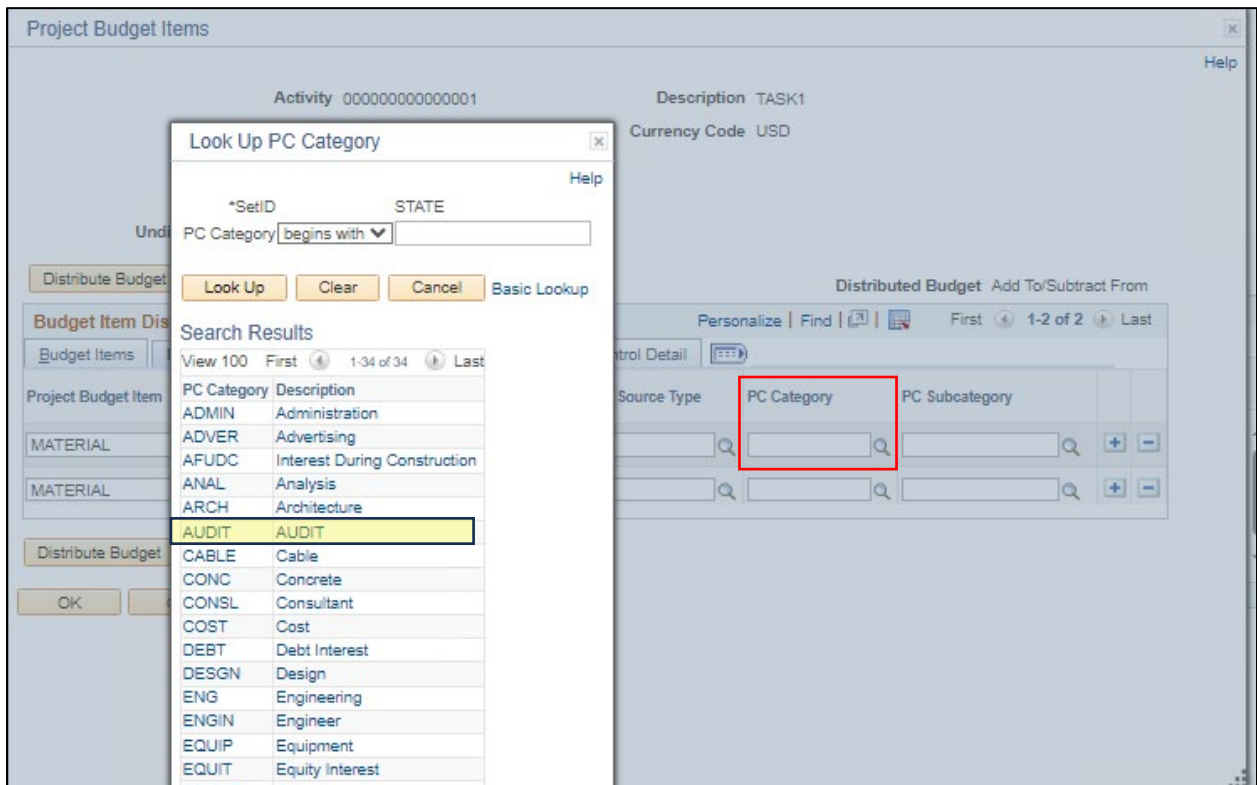 Project Budget Items
Help
Activity 000000000000001 Description TASK1
Currency Code USD
Look Up PC Category
Help
*SetID STATE
Undi
PC Category begins with
Look Up Clear Cancel Basic Lookup
Distribute Budget
Distributed Budget Add To/Subtract From
Budget Item Dis
Personalize | Find | First 1-2 of 2 Last
Search Results
View 100 First 1-34 of 34 Last
Budget Items
trol Detail
Project Budget Item Source Type PC Category PC Subcategory
MATERIAL
MATERIAL
Distribute Budget
OK
PC Category Description
ADMIN Administration
ADVER Advertising
AFUDC Interest During Construction
ANAL Analysis
ARCH Architecture
AUDIT AUDIT
CABLE Cable
CONC Concrete
CONSL Consultant
COST Cost
DEBT Debt Interest
DESGN Design
ENG Engineering
ENGIN Engineer
EQUIP Equipment
EQUIT Equity Interest